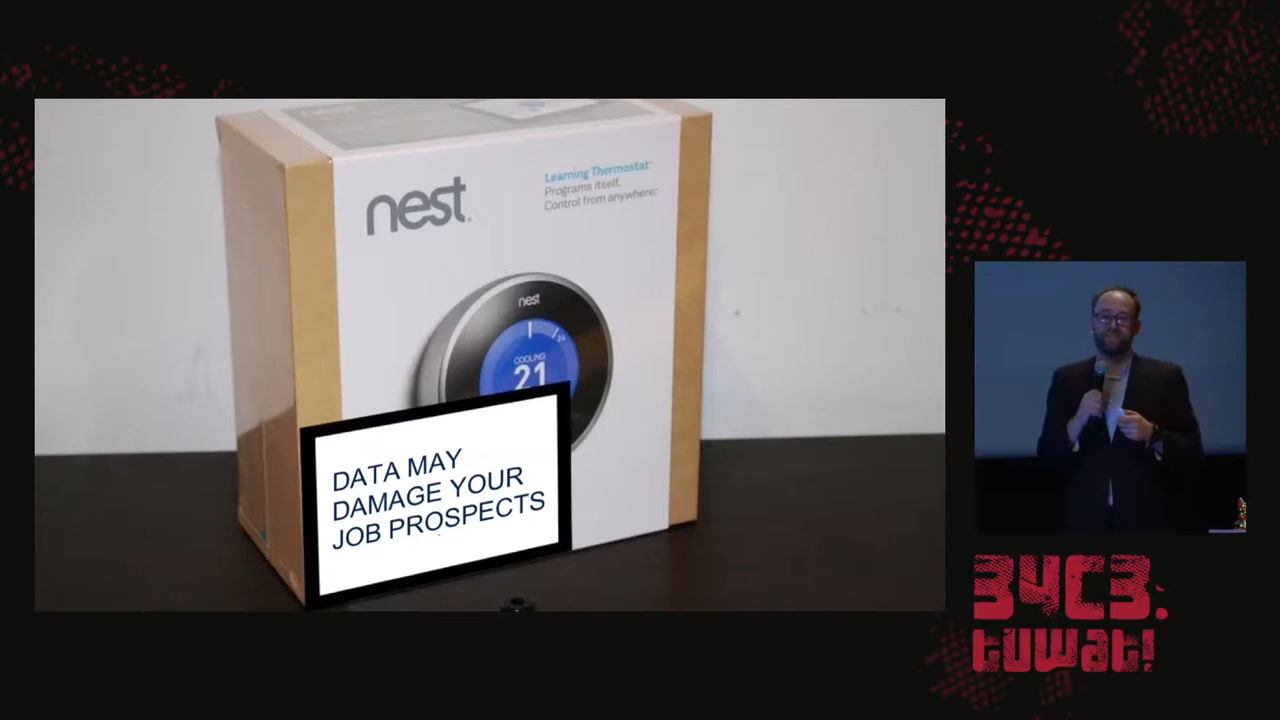 nest
Learning Thermostat
Programs itself.
Control from anywhere.
nest
COOLING
21
DATA MAY
DAMAGE YOUR
JOB PROSPECTS
34C3.
tuwat!